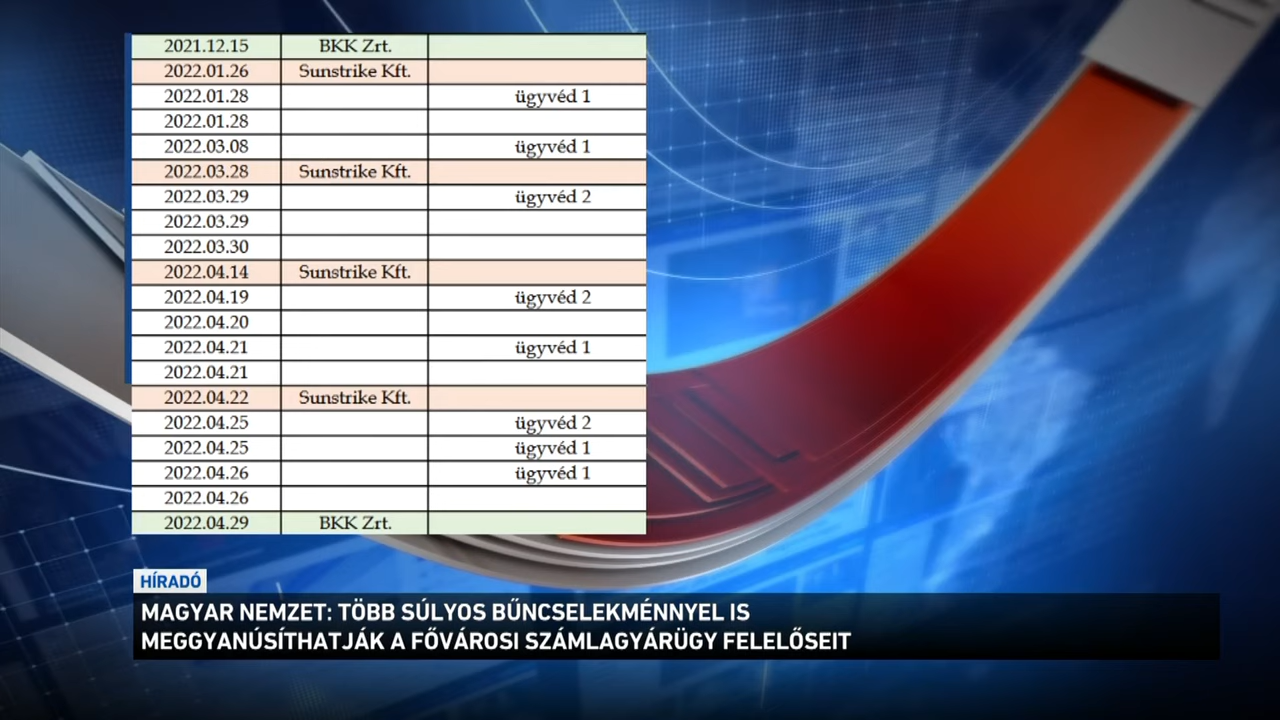 2021.12.15 BKK Zrt.
2022.01.26 Sunstrike Kft.
2022.01.28 ügyvéd 1
2022.01.28
2022.03.08 ügyvéd 1
2022.03.28 Sunstrike Kft.
2022.03.29 ügyvéd 2
2022.03.29
2022.03.30
2022.04.14 Sunstrike Kft.
2022.04.19 ügyvéd 2
2022.04.20
2022.04.21 ügyvéd 1
2022.04.21
2022.04.22 Sunstrike Kft.
2022.04.25 ügyvéd 2
2022.04.25 ügyvéd 1
2022.04.26 ügyvéd 1
2022.04.26
2022.04.29 BKK Zrt.
HÍRADÓ
MAGYAR NEMZET: TÖBB SÚLYOS BŰNCSELEKMÉNNYEL IS
MEGGYANÚSÍTHATJÁK A FŐVÁROSI SZÁMLAGYÁRÜGY FELELŐSEIT